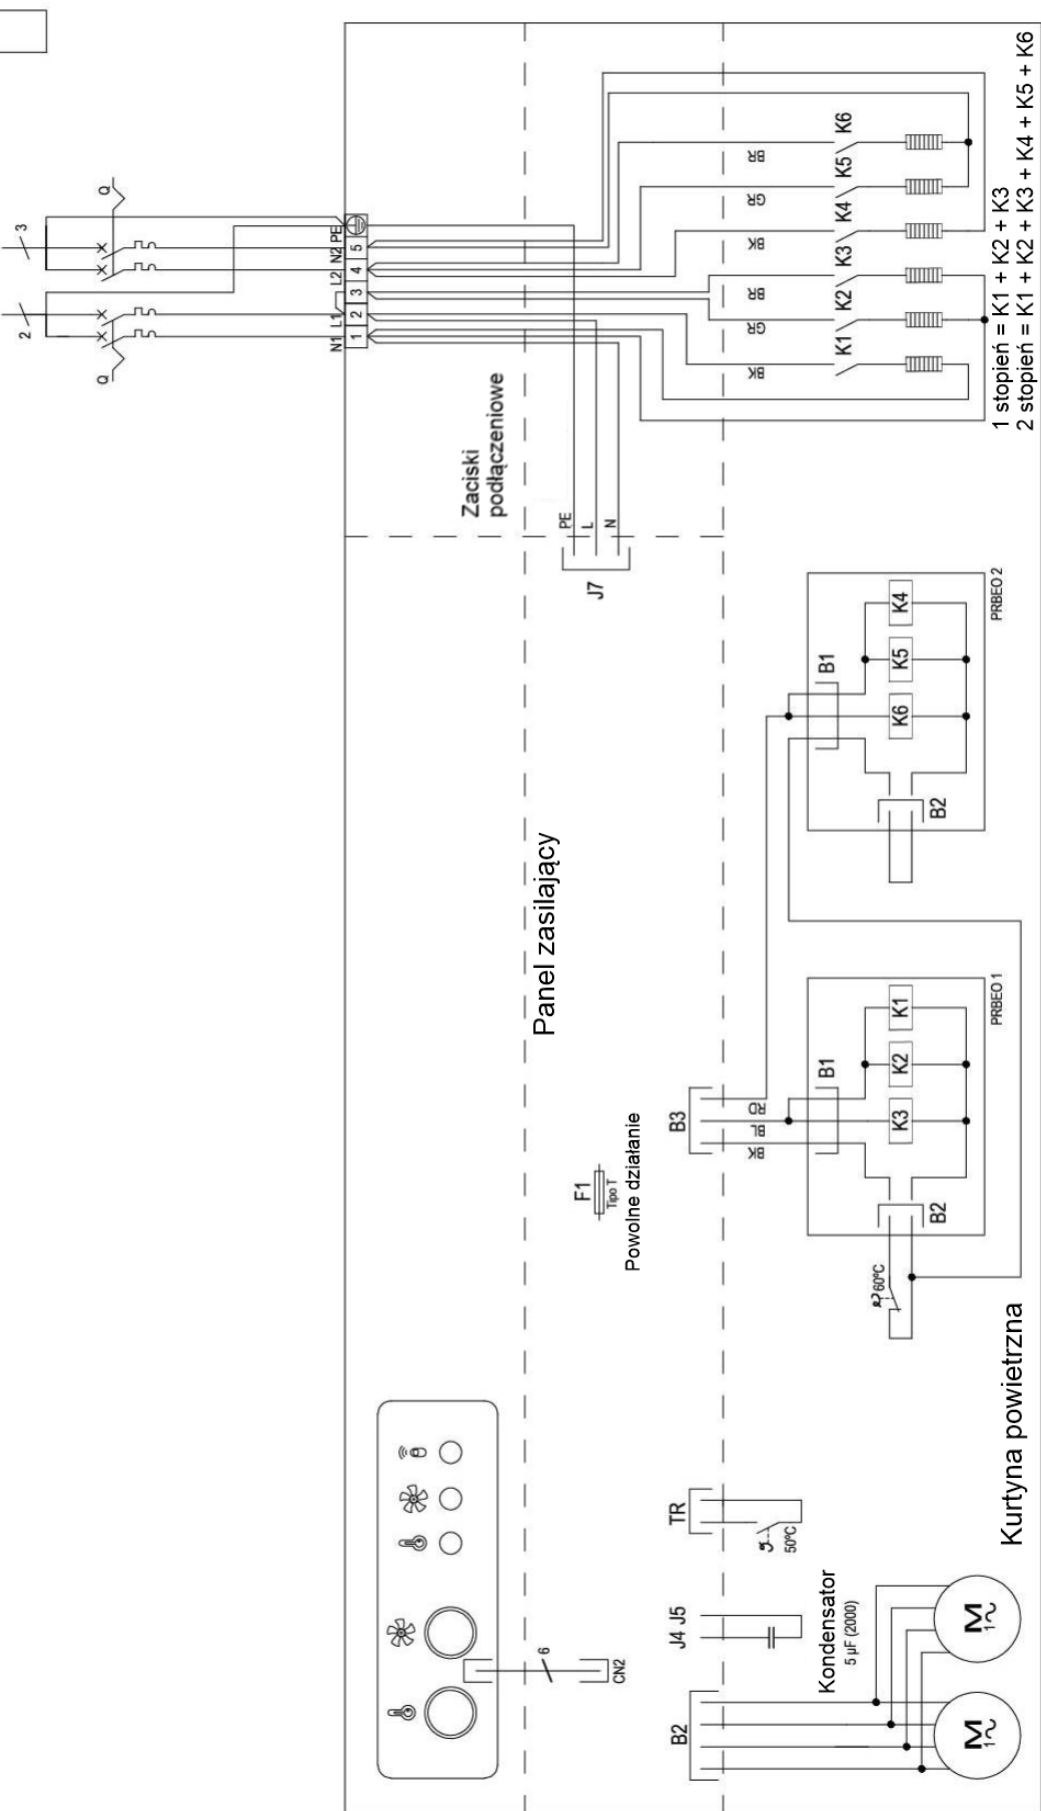 3
2
Q
Q
N1
L1
L2
N2
PE
1
2
3
4
5
Zaciski
podłączeniowe
PE
L
N
J7
BK
GR
BR
BK
GR
BR
K1
K2
K3
K4
K5
K6
1 stopień = K1 + K2 + K3
2 stopień = K1 + K2 + K3 + K4 + K5 + K6
Panel zasilający
F1
Tipo T
Powolne działanie
B3
BK
BL
RD
B1
K3
K2
K1
B2
PRBEO 1
60ºC
B1
K6
K5
K4
B2
PRBEO 2
6
CN2
TR
50ºC
J4 J5
Kondensator
5 µF (2000)
B2
M
1~
M
1~
Kurtyna powietrzna